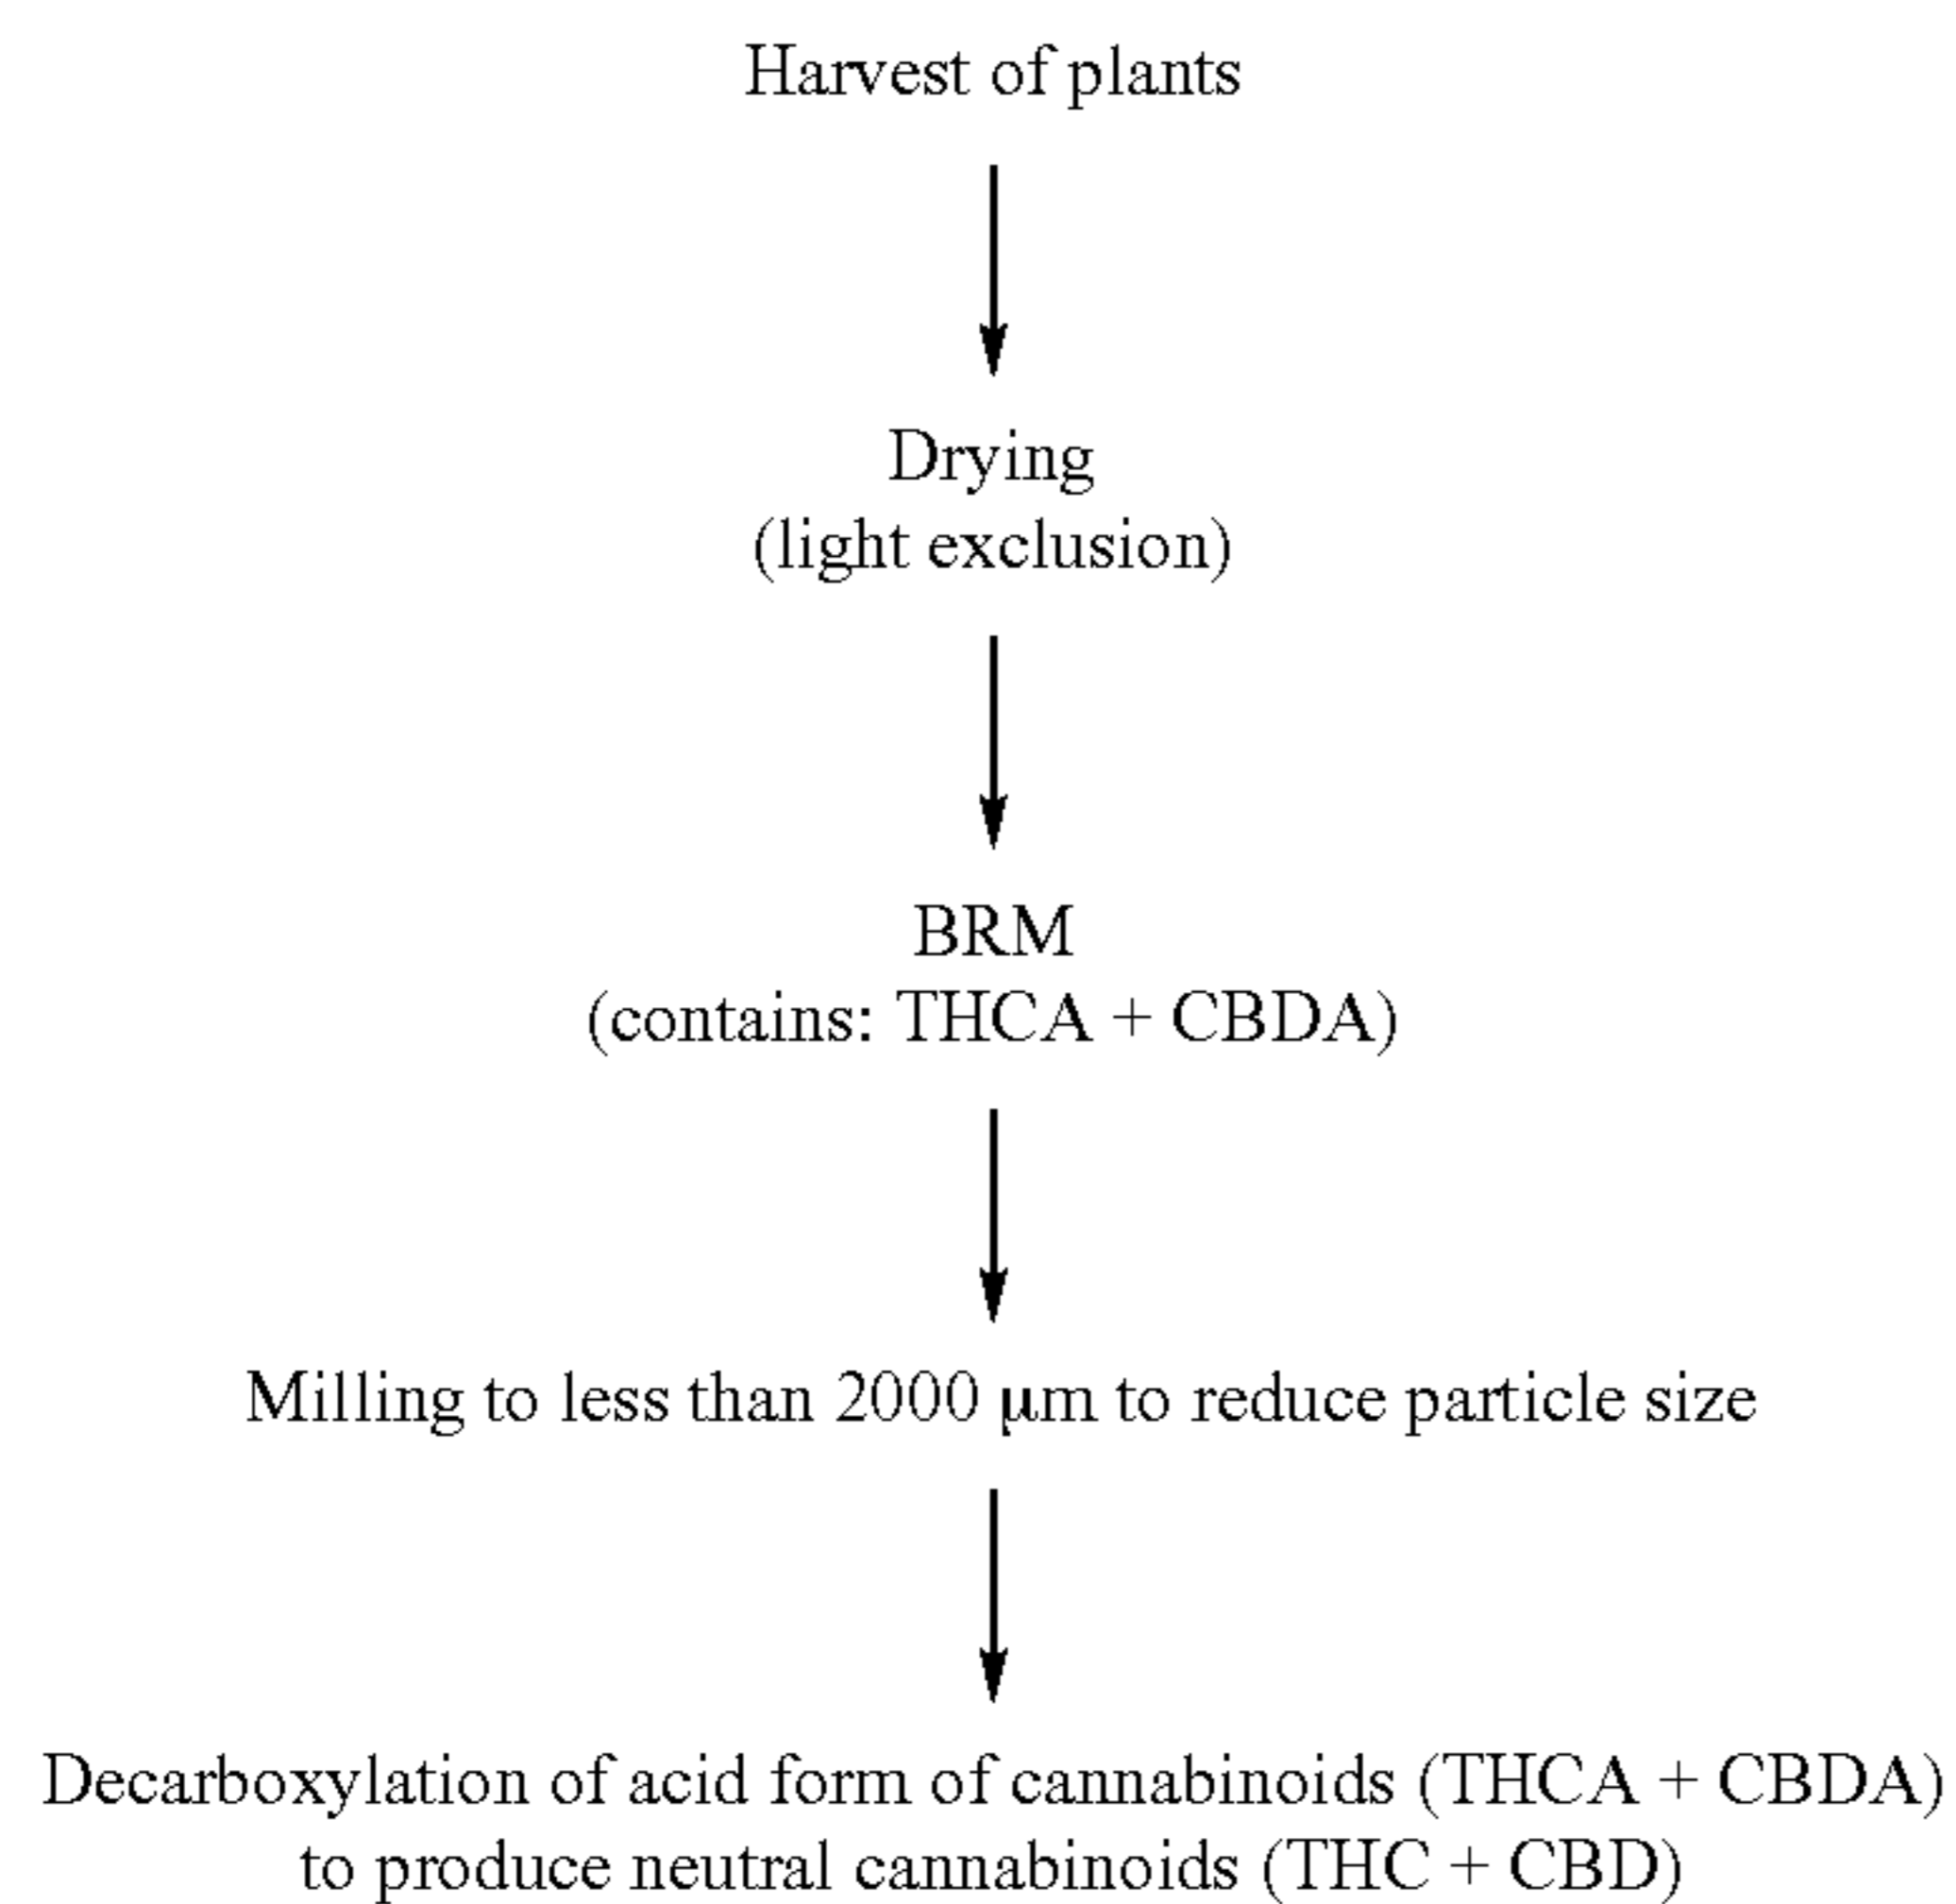 Harvest of plants
Drying
(light exclusion)
BRM
(contains: THCA + CBDA)
Milling to less than 2000 μm to reduce particle size
Decarboxylation of acid form of cannabinoids (THCA + CBDA)
to produce neutral cannabinoids (THC + CBD)